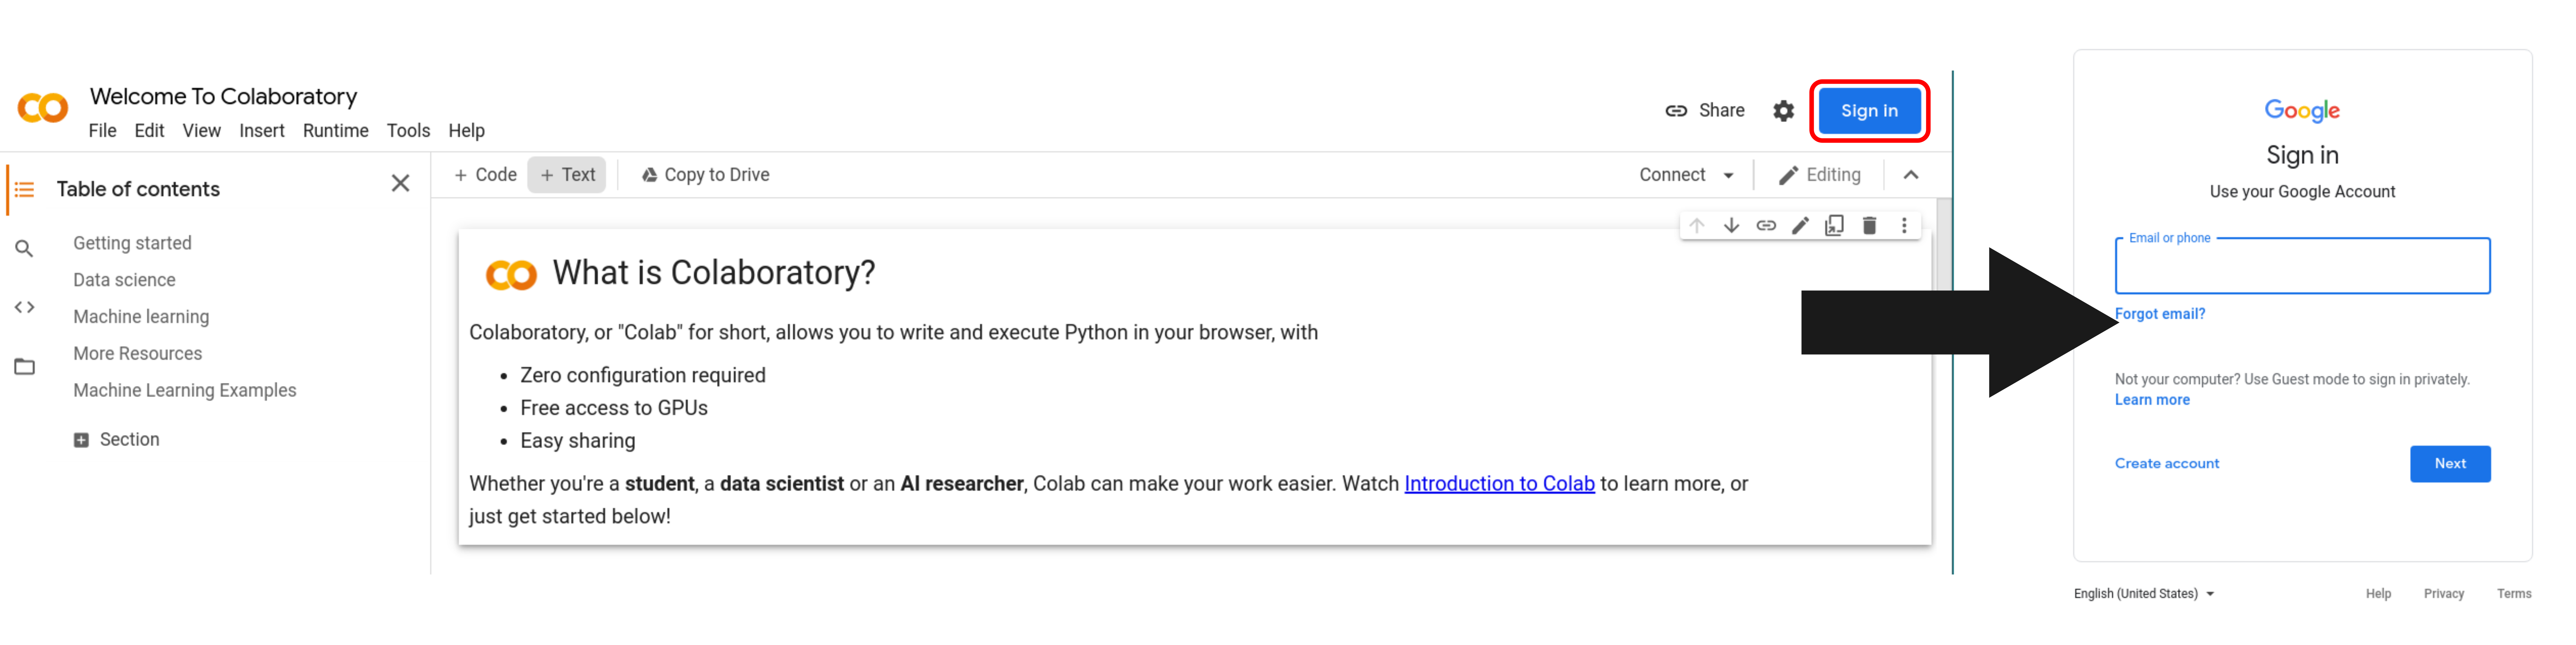 Welcome To Colaboratory
File Edit View Insert Runtime Tools Help
Share
Sign in
Table of contents
Getting started
Data science
Machine learning
More Resources
Machine Learning Examples
Section
+ Code + Text Copy to Drive
Connect Editing
What is Colaboratory?
Colaboratory, or "Colab" for short, allows you to write and execute Python in your browser, with
• Zero configuration required
• Free access to GPUs
• Easy sharing
Whether you're a student, a data scientist or an AI researcher, Colab can make your work easier. Watch Introduction to Colab to learn more, or
just get started below!
Google
Sign in
Use your Google Account
Email or phone
Forgot email?
Not your computer? Use Guest mode to sign in privately.
Learn more
Create account Next
English (United States) Help Privacy Terms